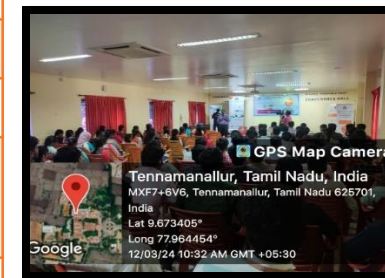 GPS Map Camera
Tennamanallur, Tamil Nadu, India
MXF7+6V6, Tennamanallur, Tamil Nadu 625701,
India
Lat 9.673405°
Long 77.964454°
12/03/24 10:32 AM GMT +05:30
Google